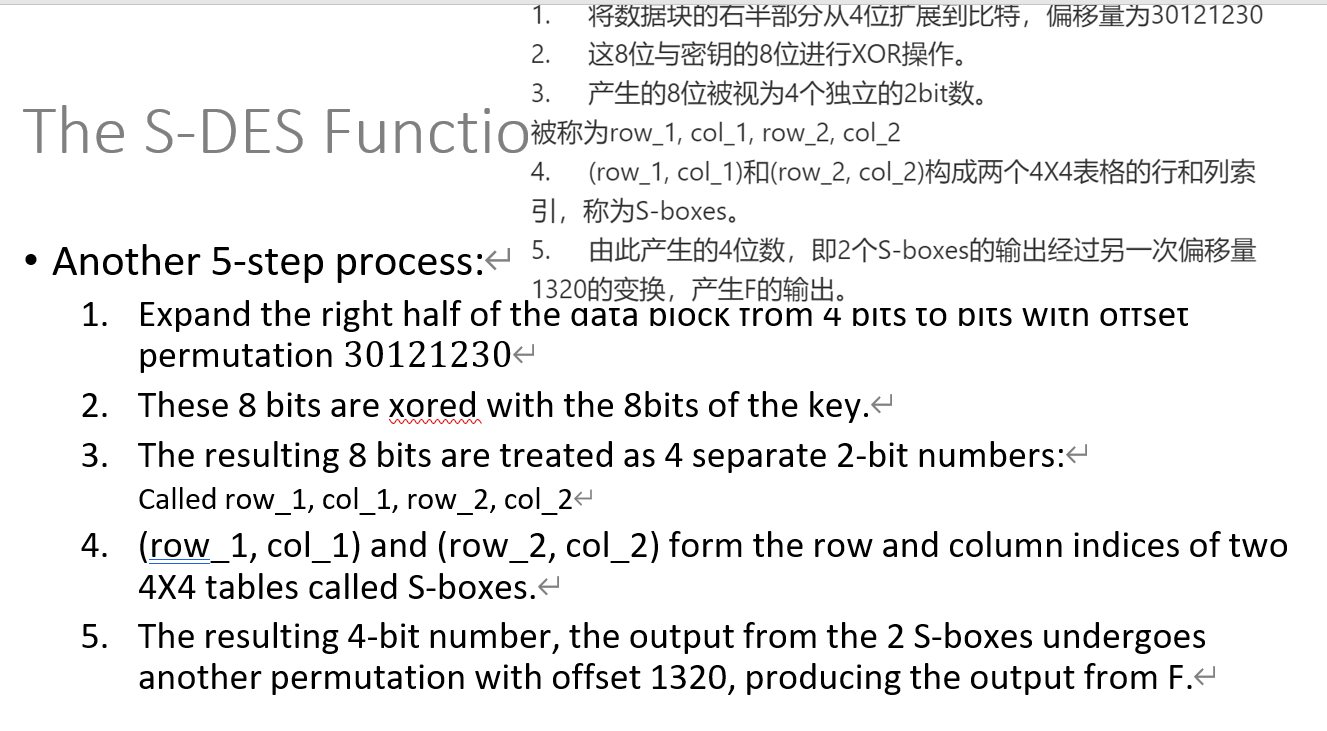 1. 将数据块的右半部分从4位扩展到比特，偏移量为30121230
2. 这8位与密钥的8位进行XOR操作。
3. 产生的8位被视为4个独立的2bit数。
被称为row_1, col_1, row_2, col_2
4. (row_1, col_1)和(row_2, col_2)构成两个4X4表格的行和列索
引，称为S-boxes。
5. 由此产生的4位数，即2个S-boxes的输出经过另一次偏移量
1320的变换，产生F的输出。
The S-DES Functio
• Another 5-step process:↵
1. Expand the right half of the data block from 4 bits to bits with offset
permutation 30121230↵
2. These 8 bits are xored with the 8bits of the key.↵
3. The resulting 8 bits are treated as 4 separate 2-bit numbers:↵
Called row_1, col_1, row_2, col_2↵
4. (row_1, col_1) and (row_2, col_2) form the row and column indices of two
4X4 tables called S-boxes.↵
5. The resulting 4-bit number, the output from the 2 S-boxes undergoes
another permutation with offset 1320, producing the output from F.↵